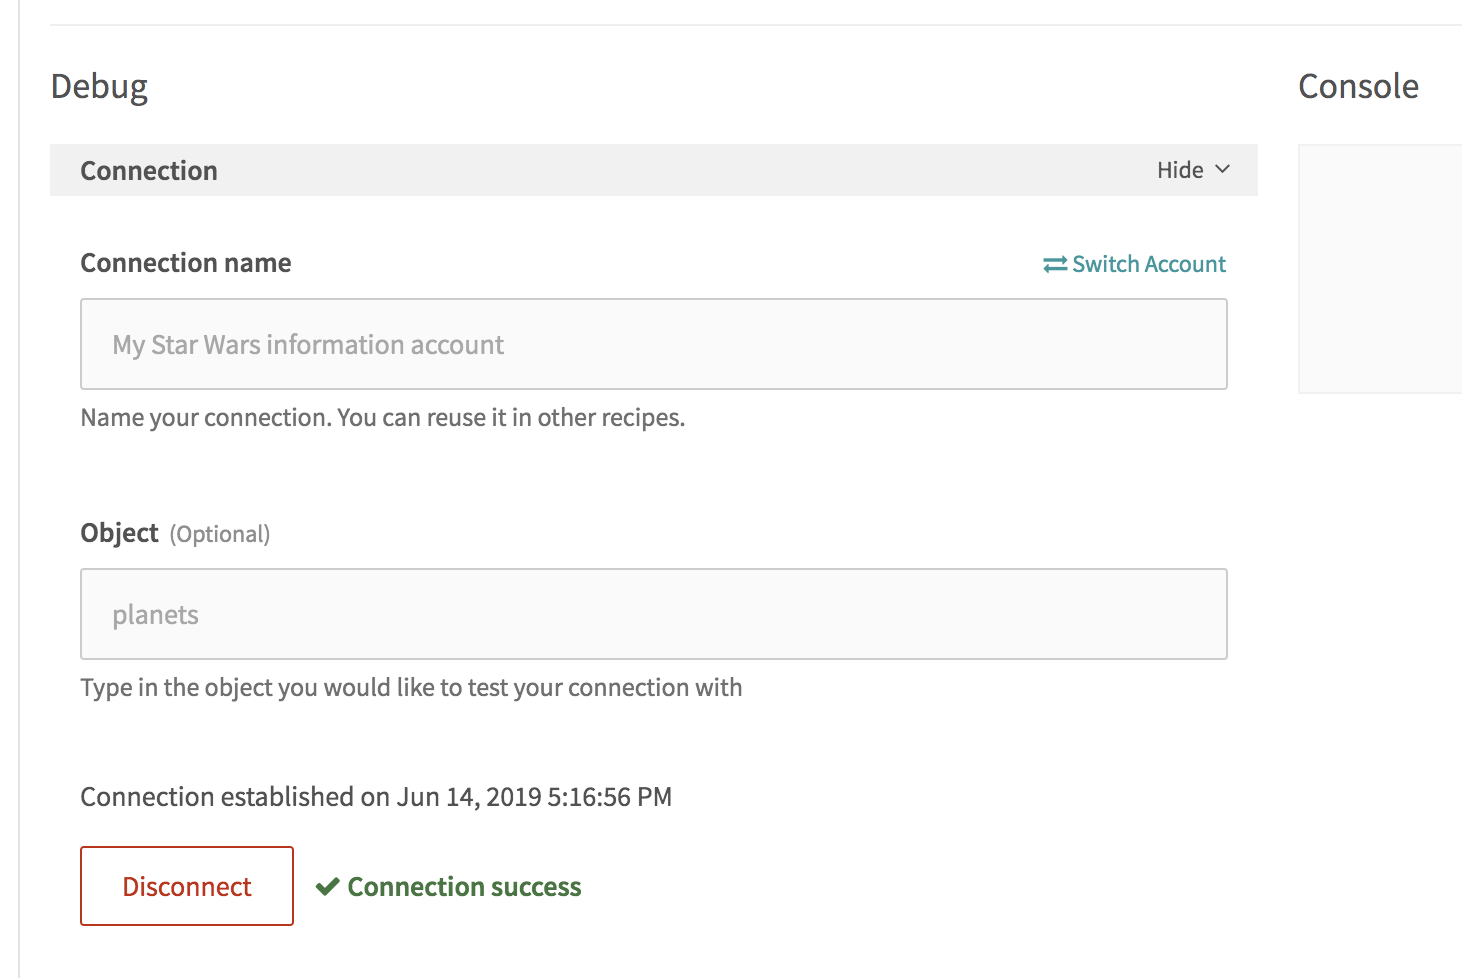 Debug
Console
Connection
Hide
Connection name
Switch Account
My Star Wars information account
Name your connection. You can reuse it in other recipes.
Object (Optional)
planets
Type in the object you would like to test your connection with
Connection established on Jun 14, 2019 5:16:56 PM
Disconnect
Connection success